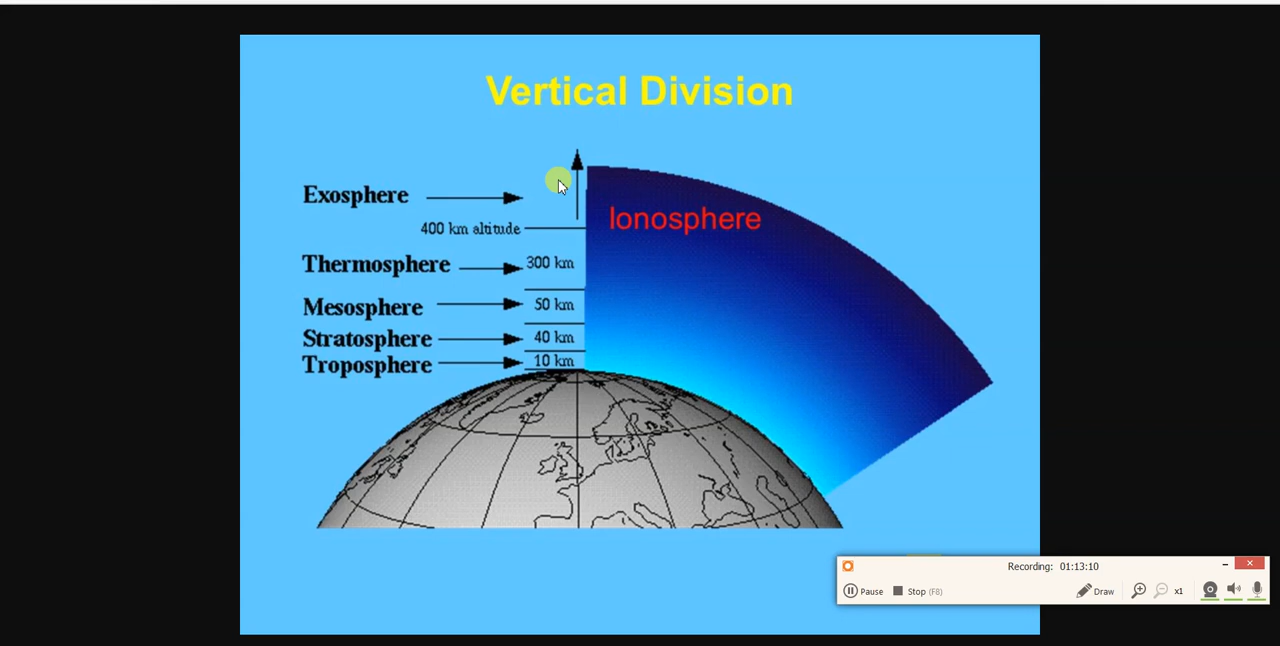 Vertical Division
Exosphere
400 km altitude
Ionosphere
Thermosphere
300 km
Mesosphere
50 km
Stratosphere
40 km
Troposphere
10 km
Recording: 01:13:10
Pause
Stop (F8)
Draw
x1